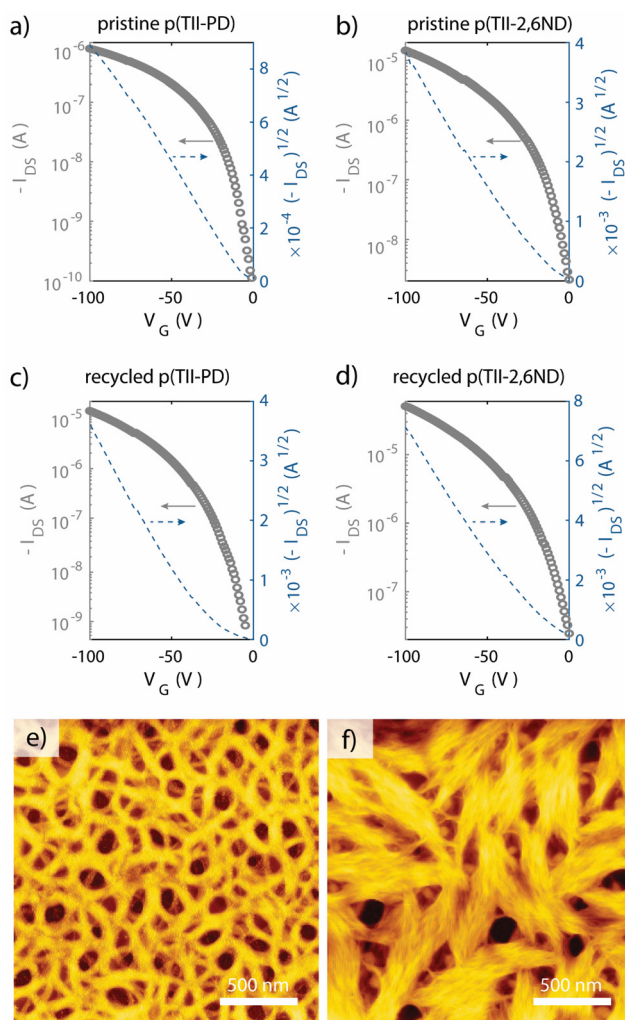 a) pristine p(TII-PD)
b) pristine p(TII-2,6ND)
10⁻⁶
10⁻⁷
10⁻⁸
10⁻⁹
10⁻¹⁰
- I_DS (A)
8
6
4
2
0
×10⁻⁴ (- I_DS)^1/2 (A^1/2)
-100 -50 0
V_G (V)
10⁻⁵
10⁻⁶
10⁻⁷
10⁻⁸
- I_DS (A)
4
3
2
1
0
×10⁻³ (- I_DS)^1/2 (A^1/2)
-100 -50 0
V_G (V)
c) recycled p(TII-PD)
d) recycled p(TII-2,6ND)
10⁻⁵
10⁻⁶
10⁻⁷
10⁻⁸
10⁻⁹
- I_DS (A)
4
3
2
1
0
×10⁻³ (- I_DS)^1/2 (A^1/2)
-100 -50 0
V_G (V)
10⁻⁵
10⁻⁶
10⁻⁷
- I_DS (A)
8
6
4
2
0
×10⁻³ (- I_DS)^1/2 (A^1/2)
-100 -50 0
V_G (V)
e)
500 nm
f)
500 nm